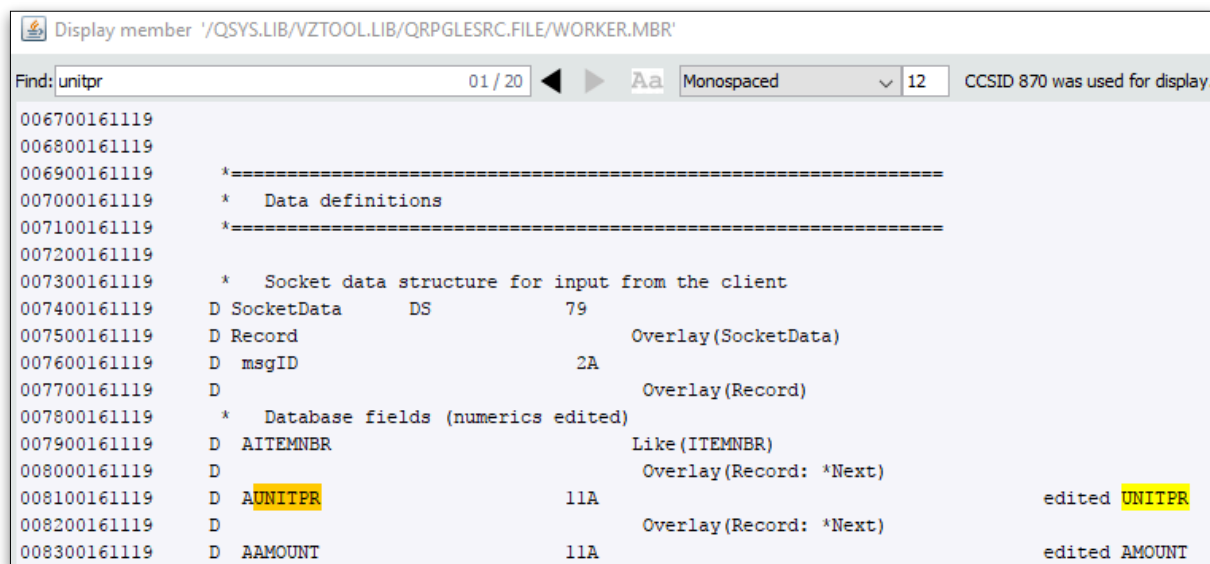 Display member '/QSYS.LIB/VZTOOL.LIB/QRPGLESRC.FILE/WORKER.MBR'
Find: unitpr 01 / 20 Aa Monospaced 12 CCSID 870 was used for display.
006700161119
006800161119
006900161119 *================================================================
007000161119 * Data definitions
007100161119 *================================================================
007200161119
007300161119 * Socket data structure for input from the client
007400161119 D SocketData DS 79
007500161119 D Record Overlay(SocketData)
007600161119 D msgID 2A
007700161119 D Overlay(Record)
007800161119 * Database fields (numerics edited)
007900161119 D AITEMNBR Like(ITEMNBR)
008000161119 D Overlay(Record: *Next)
008100161119 D AUNITPR 11A edited UNITPR
008200161119 D Overlay(Record: *Next)
008300161119 D AAMOUNT 11A edited AMOUNT